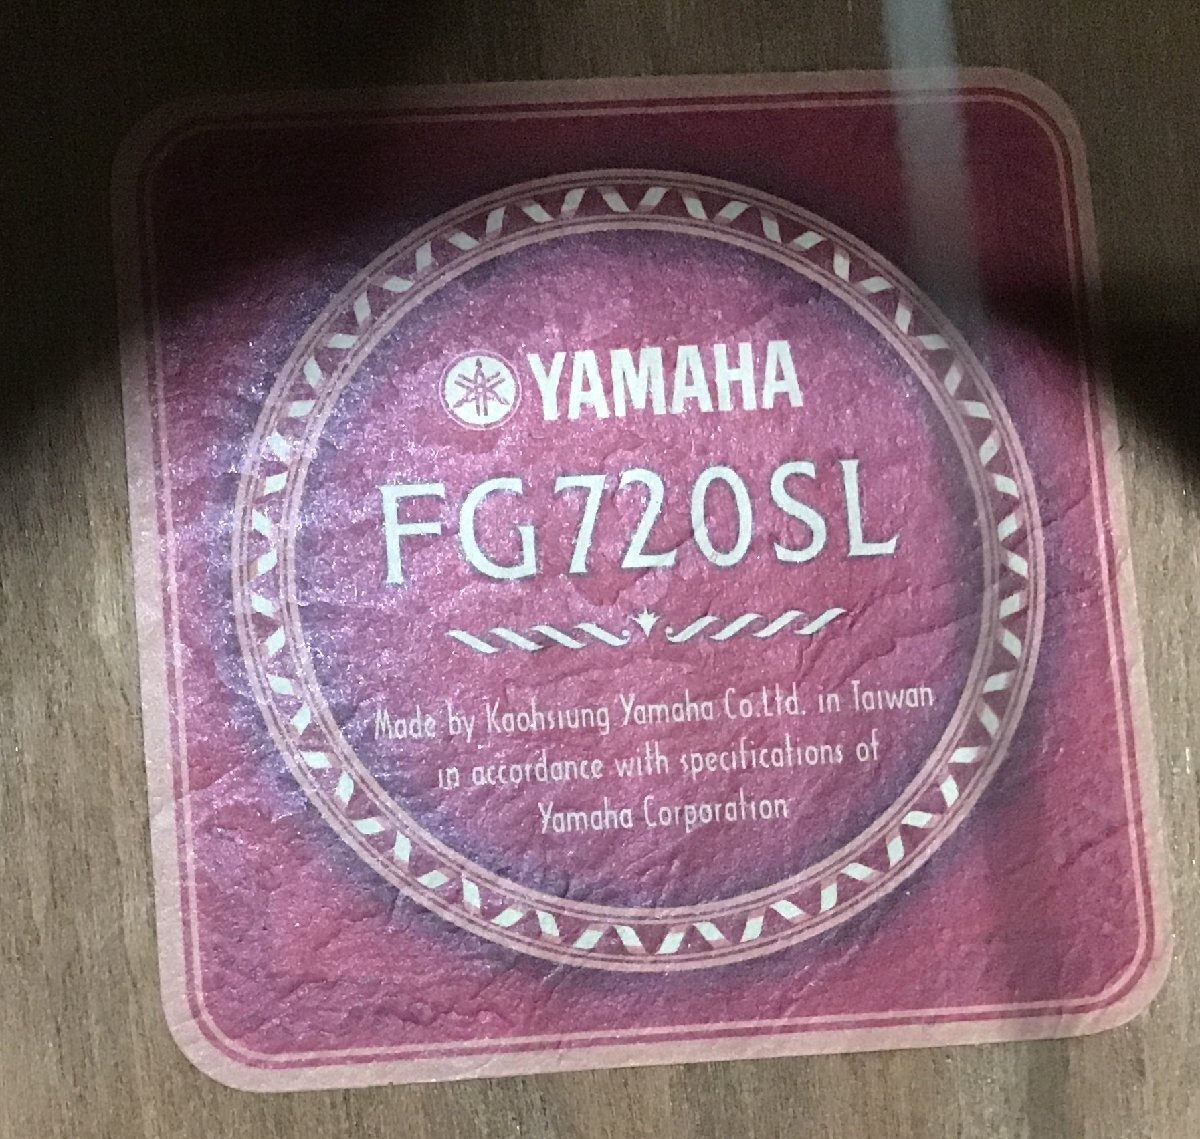 YAMAHA
FG720SL
Made by Kaohsiung Yamaha Co.Ltd. in Taiwan
in accordance with specifications of
Yamaha Corporation